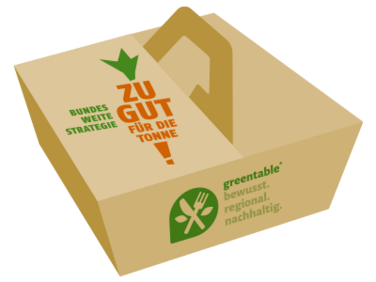 BUNDES
WEITE
STRATEGIE
ZU
GUT
FÜR DIE
TONNE
!
greentable*
bewusst.
regional.
nachhaltig.